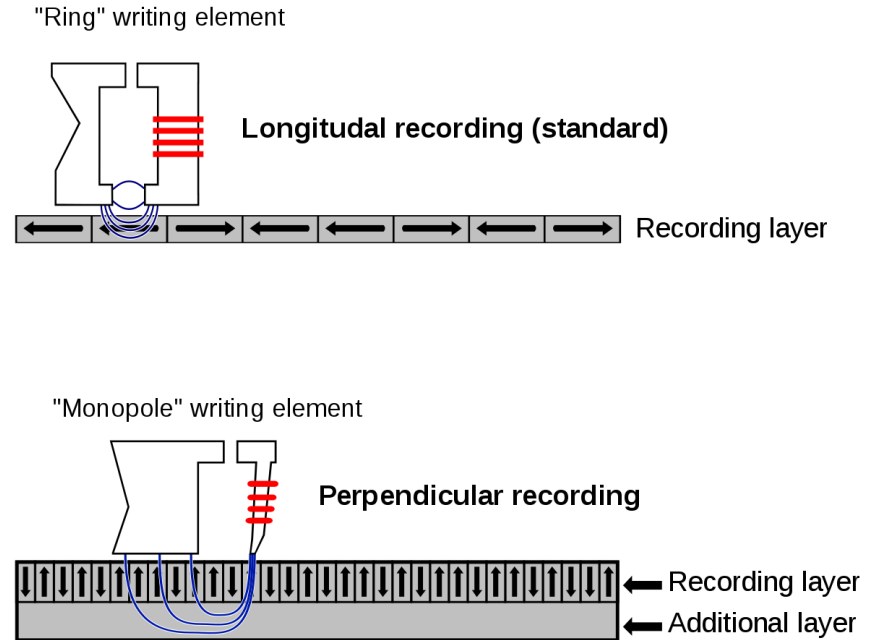 "Ring" writing element
Longitudal recording (standard)
Recording layer
"Monopole" writing element
Perpendicular recording
Recording layer
Additional layer